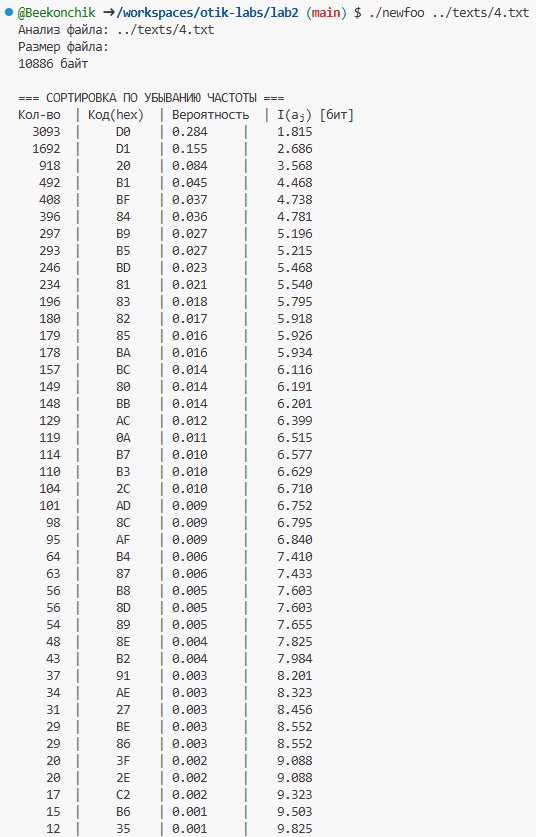 @Beekonchik →/workspaces/otik-labs/lab2 (main) $ ./newfoo ../texts/4.txt
Анализ файла: ../texts/4.txt
Размер файла:
10886 байт
=== СОРТИРОВКА ПО УБЫВАНИЮ ЧАСТОТЫ ===
Кол-во | Код(hex) | Вероятность | I(aⱼ) [бит]
3093 | D0 | 0.284 | 1.815
1692 | D1 | 0.155 | 2.686
918 | 20 | 0.084 | 3.568
492 | B1 | 0.045 | 4.468
408 | BF | 0.037 | 4.738
396 | 84 | 0.036 | 4.781
297 | B9 | 0.027 | 5.196
293 | B5 | 0.027 | 5.215
246 | BD | 0.023 | 5.468
234 | 81 | 0.021 | 5.540
196 | 83 | 0.018 | 5.795
180 | 82 | 0.017 | 5.918
179 | 85 | 0.016 | 5.926
178 | BA | 0.016 | 5.934
157 | BC | 0.014 | 6.116
149 | 80 | 0.014 | 6.191
148 | BB | 0.014 | 6.201
129 | AC | 0.012 | 6.399
119 | 0A | 0.011 | 6.515
114 | B7 | 0.010 | 6.577
110 | B3 | 0.010 | 6.629
104 | 2C | 0.010 | 6.710
101 | AD | 0.009 | 6.752
98 | 8C | 0.009 | 6.795
95 | AF | 0.009 | 6.840
64 | B4 | 0.006 | 7.410
63 | 87 | 0.006 | 7.433
56 | B8 | 0.005 | 7.603
56 | 8D | 0.005 | 7.603
54 | 89 | 0.005 | 7.655
48 | 8E | 0.004 | 7.825
43 | B2 | 0.004 | 7.984
37 | 91 | 0.003 | 8.201
34 | AE | 0.003 | 8.323
31 | 27 | 0.003 | 8.456
29 | BE | 0.003 | 8.552
29 | 86 | 0.003 | 8.552
20 | 3F | 0.002 | 9.088
20 | 2E | 0.002 | 9.088
17 | C2 | 0.002 | 9.323
15 | B6 | 0.001 | 9.503
12 | 35 | 0.001 | 9.825